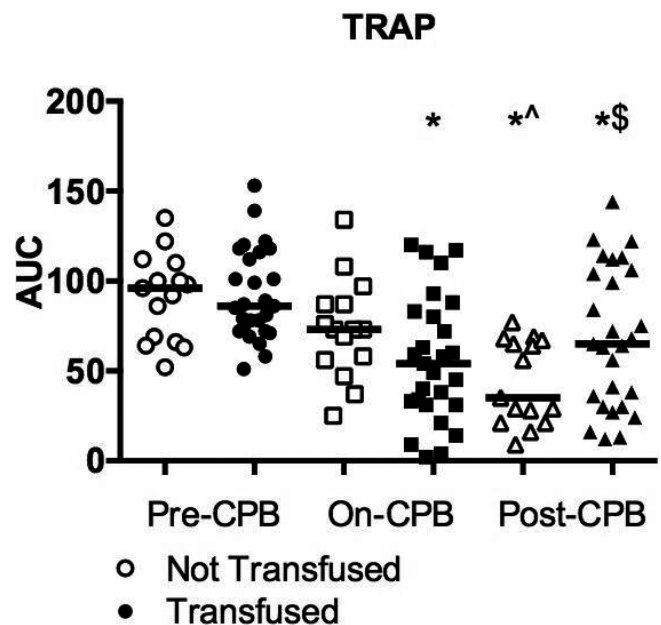 TRAP
200
* *^ *$
150
AUC
100
50
0
Pre-CPB On-CPB Post-CPB
Not Transfused
Transfused